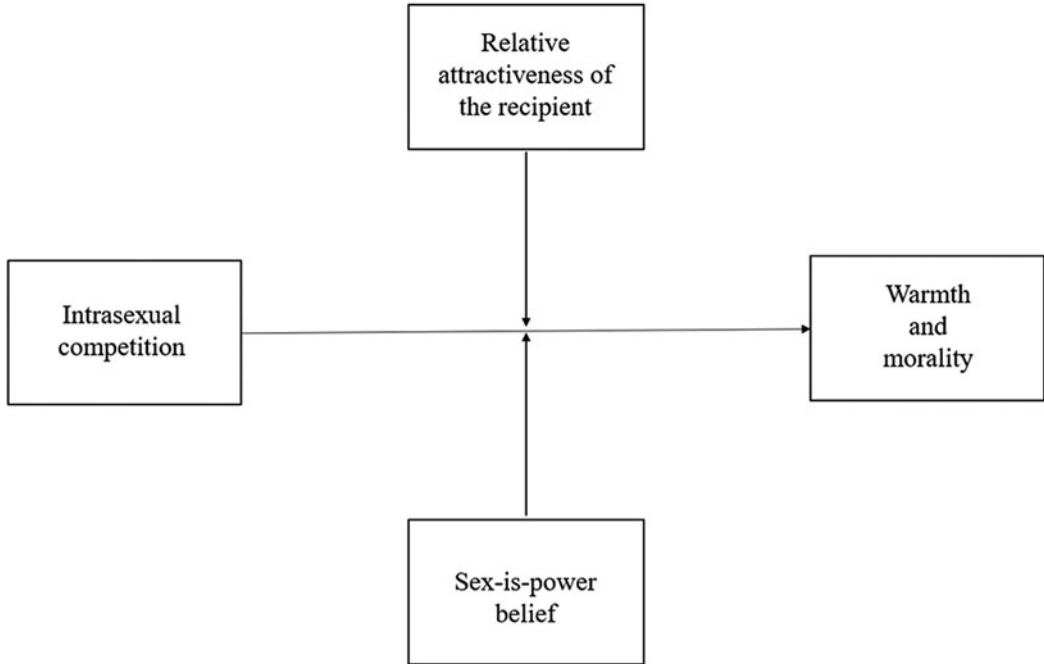 Relative
attractiveness of
the recipient
Intrasexual
competition
Warmth
and
morality
Sex-is-power
belief